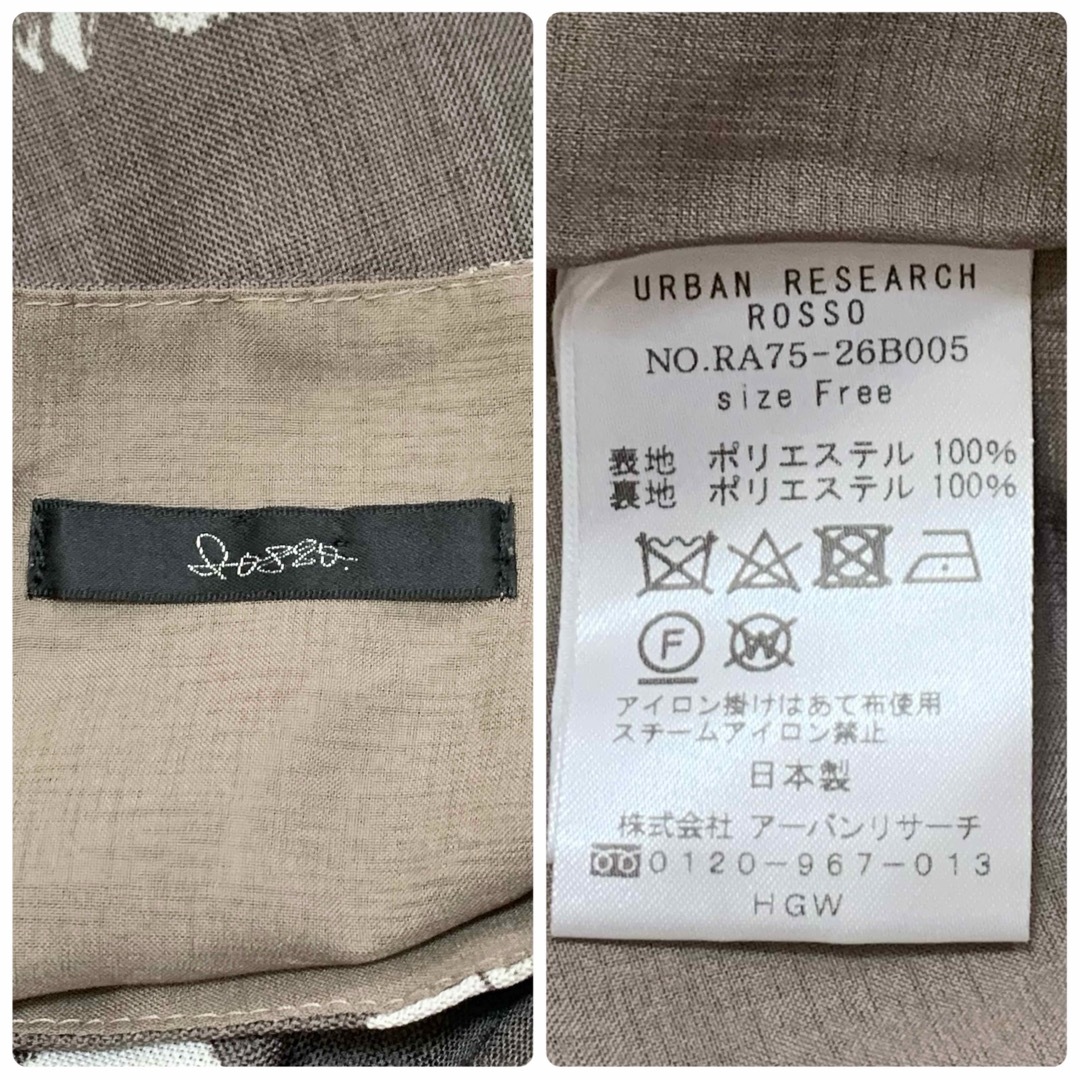 Rosso.
URBAN RESEARCH
ROSSO
NO.RA75-26B005
size Free
表地 ポリエステル 100%
裏地 ポリエステル 100%
F
W
アイロン掛けはあて布使用
スチームアイロン禁止
日本製
株式会社 アーバンリサーチ
0120-967-013
HGW